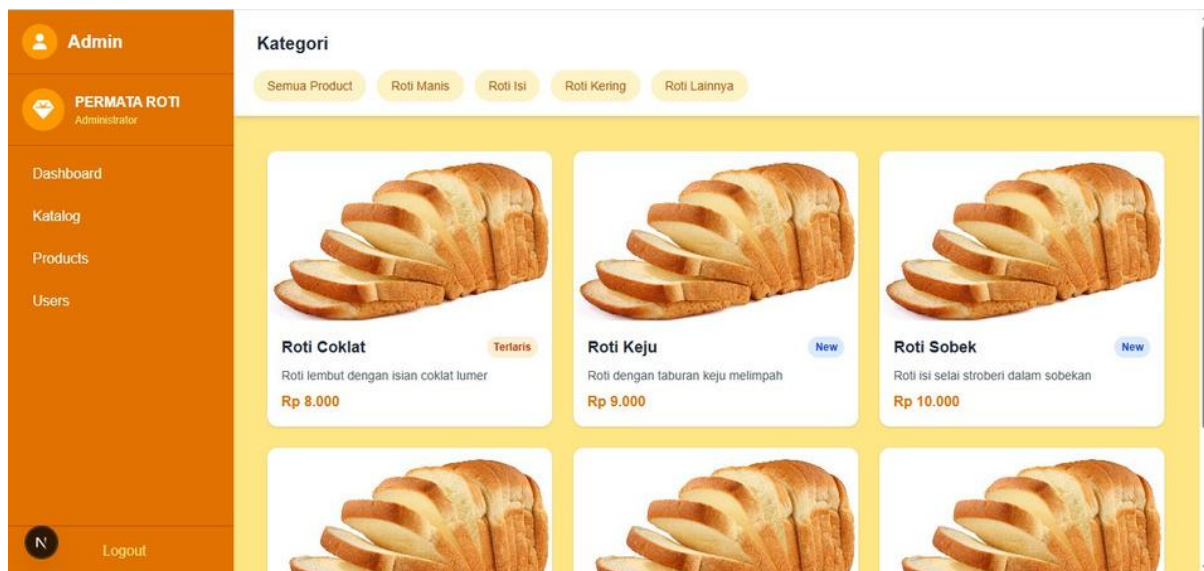 Admin
PERMATA ROTI
Administrator
Dashboard
Katalog
Products
Users
N
Logout
Kategori
Semua Product
Roti Manis
Roti Isi
Roti Kering
Roti Lainnya
Roti Coklat
Terlaris
Roti lembut dengan isian coklat lumer
Rp 8.000
Roti Keju
New
Roti dengan taburan keju melimpah
Rp 9.000
Roti Sobek
New
Roti isi selai stroberi dalam sobekan
Rp 10.000